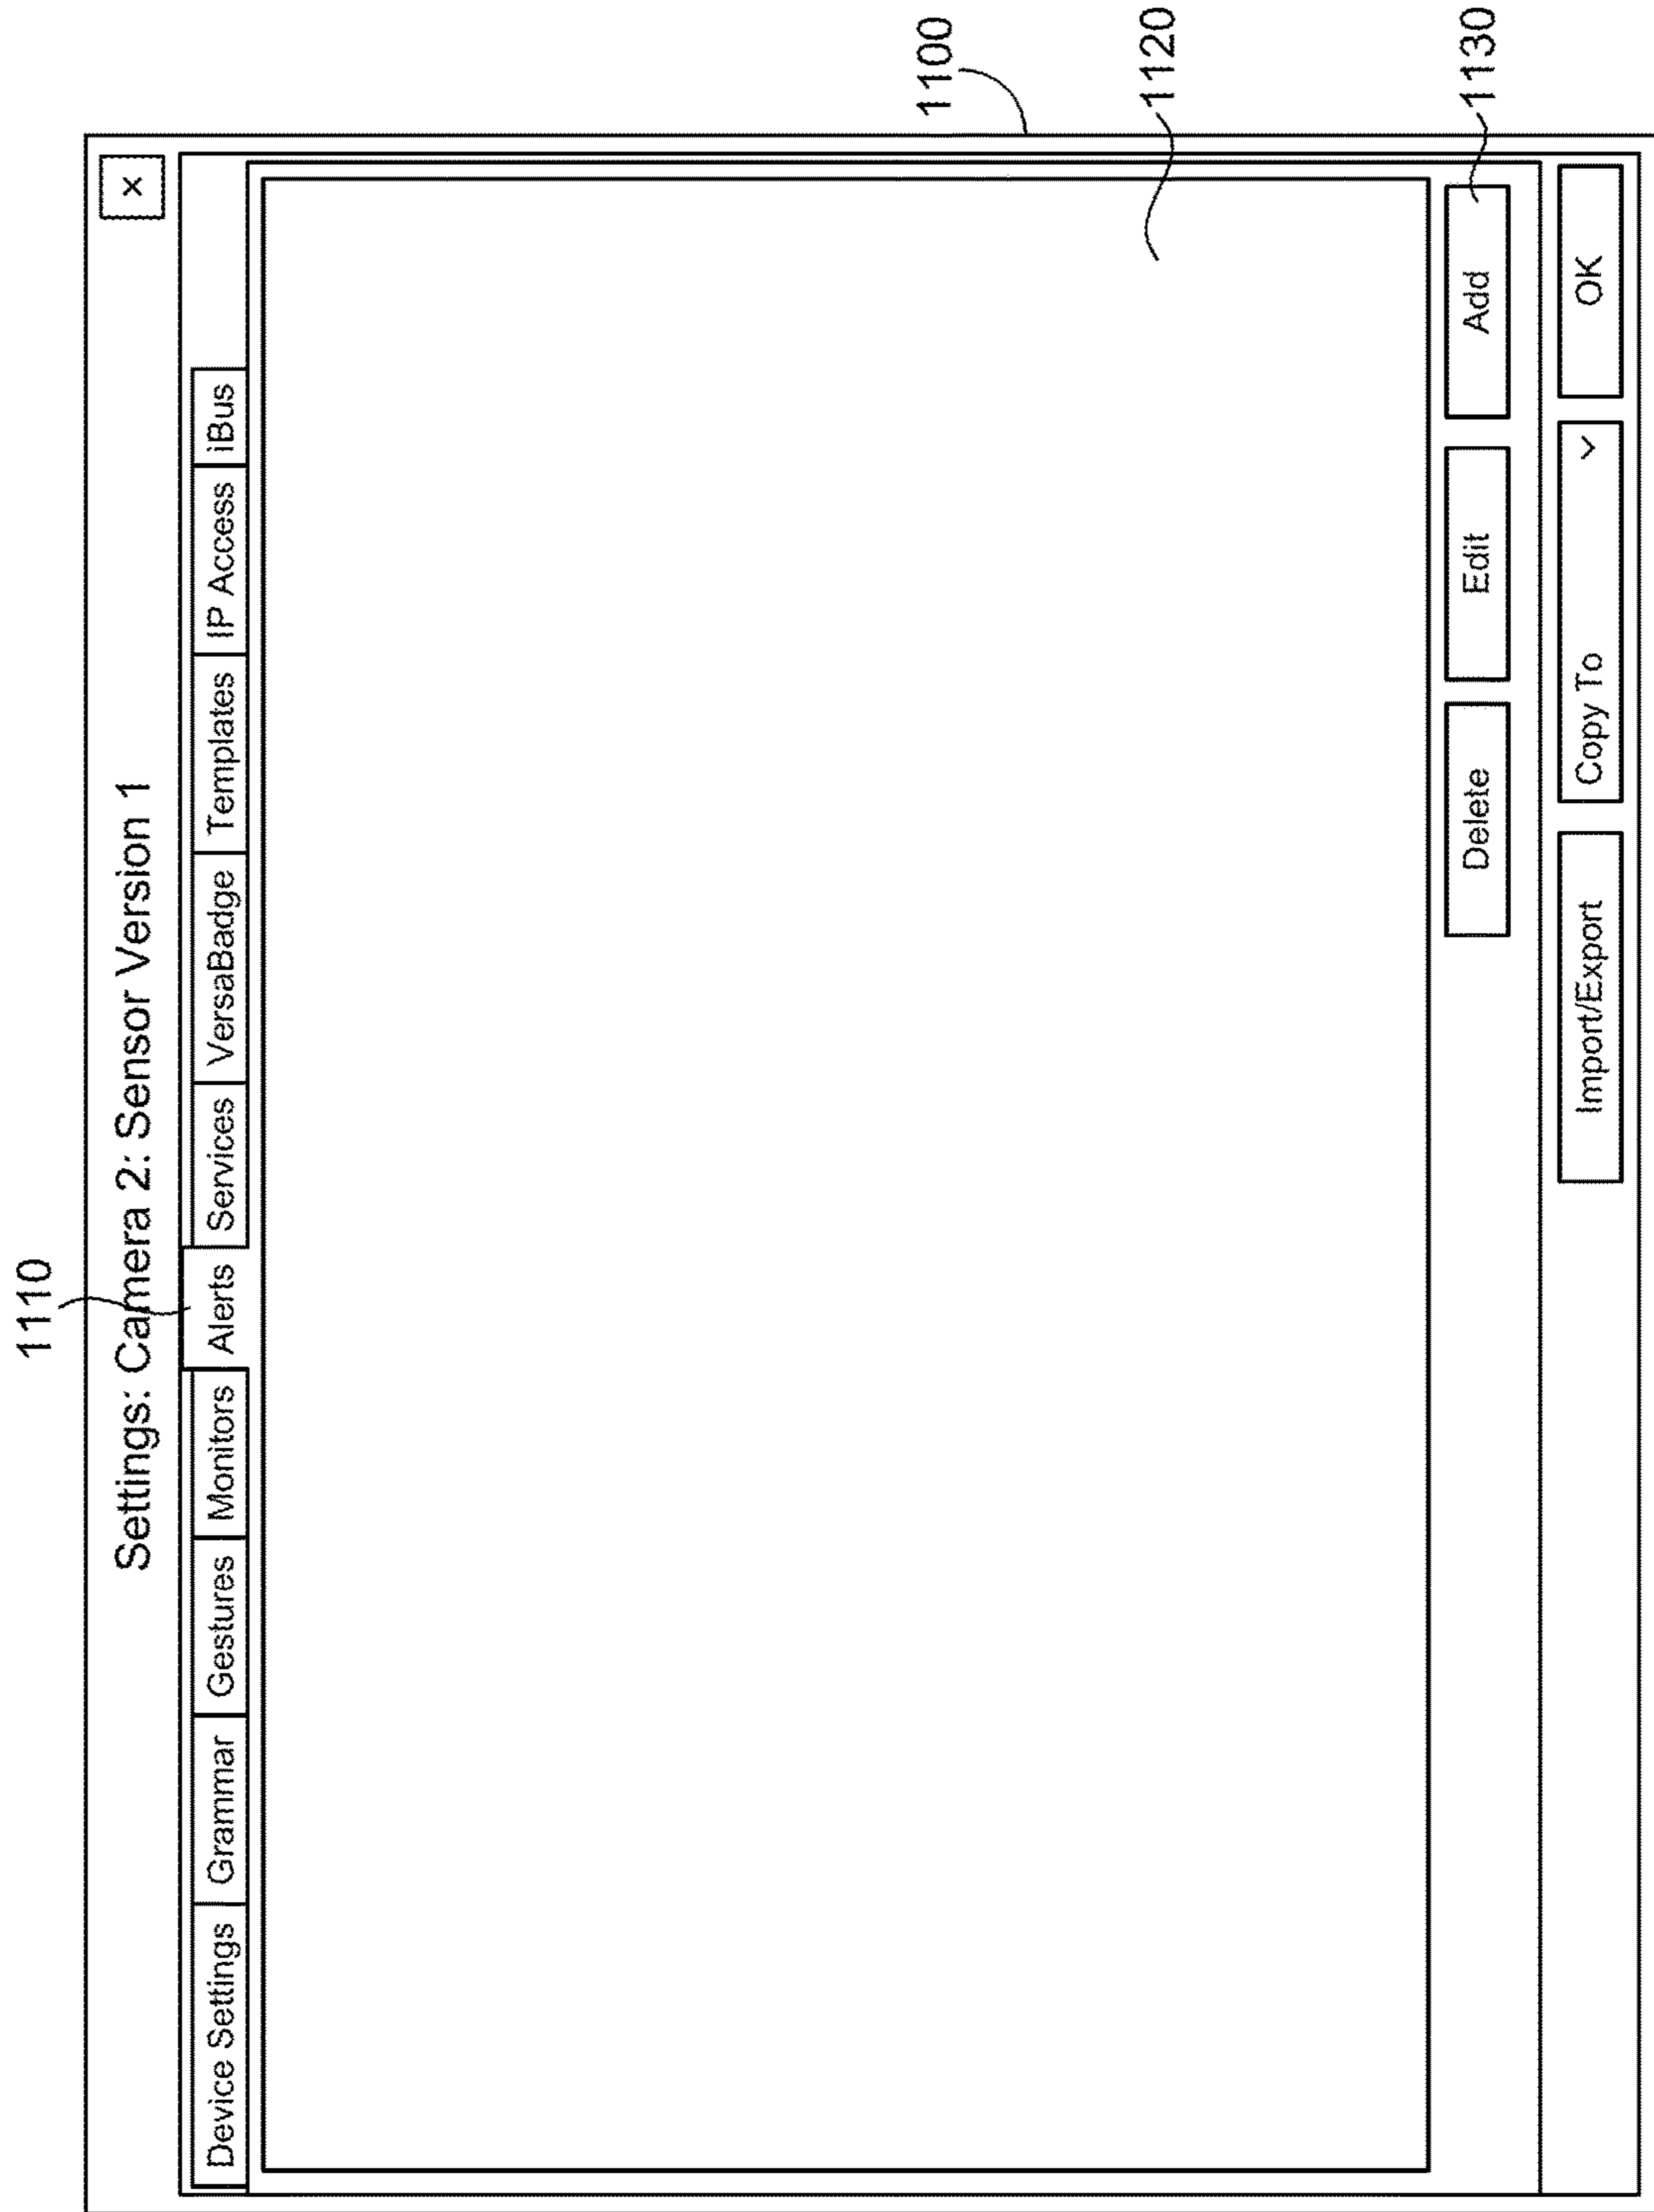 1110
Settings: Camera 2: Sensor Version 1
×
Device Settings
Grammar
Gestures
Monitors
Alerts
Services
VersaBadge
Templates
IP Access
iBus
1100
1120
Delete
Edit
Add
1130
Import/Export
Copy To
OK